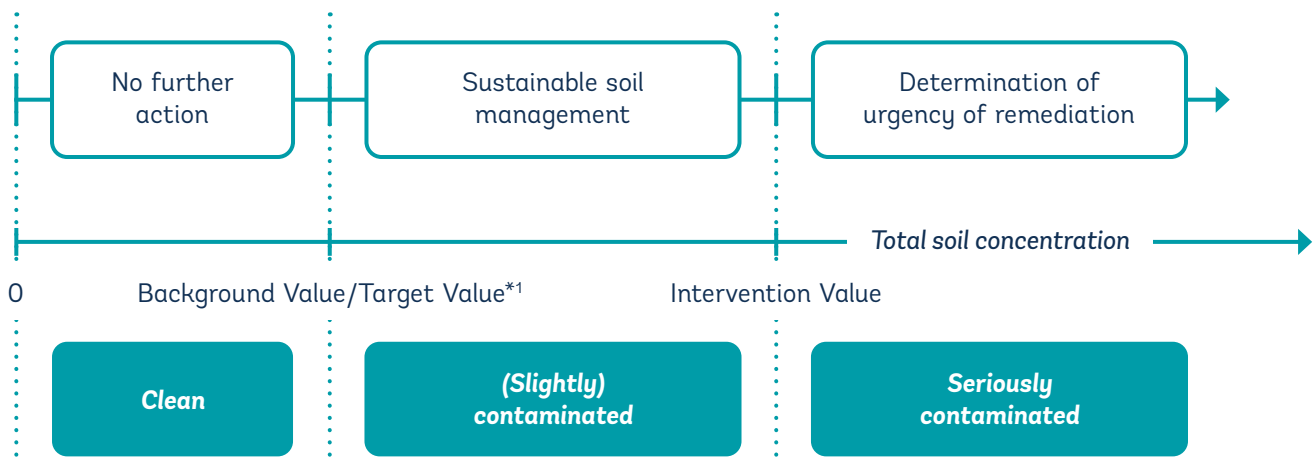 No further
action
Sustainable soil
management
Determination of
urgency of remediation
Total soil concentration
0
Background Value/Target Value*¹
Intervention Value
Clean
(Slightly)
contaminated
Seriously
contaminated